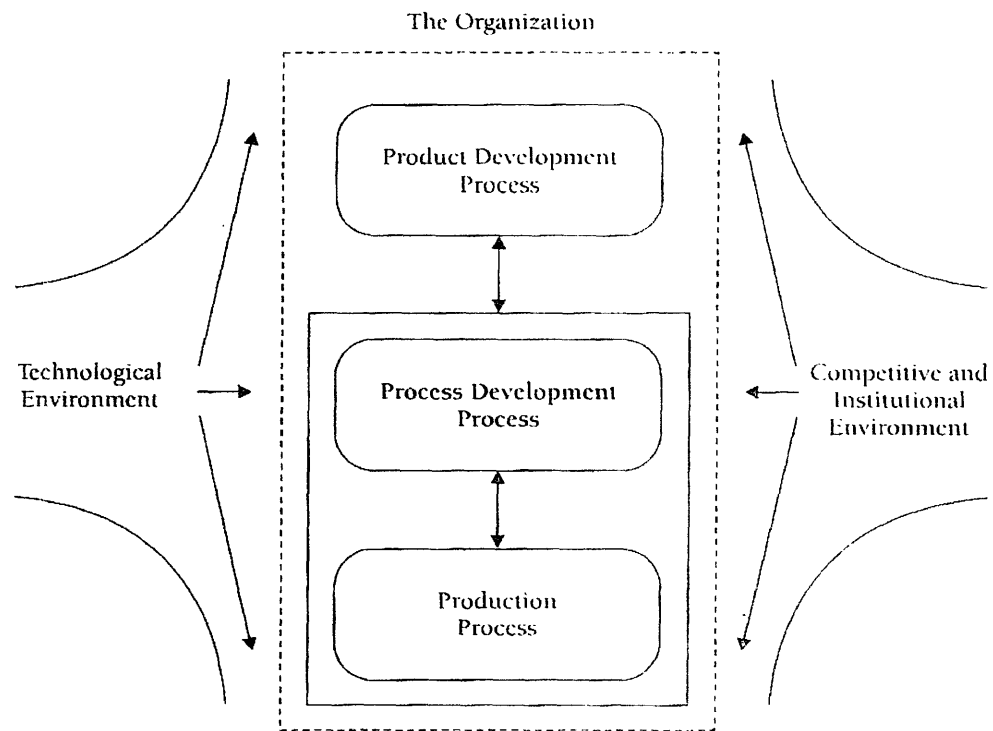 The Organization
Product Development
Process
Technological
Environment
Process Development
Process
Competitive and
Institutional
Environment
Production
Process